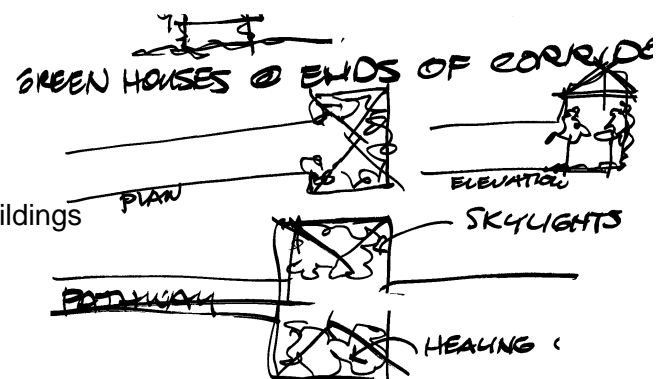 GREEN HOUSES @ ENDS OF CORRIDO
PLAN
ELEVATION
ildings
SKYLIGHTS
PATHWAY
HEALING